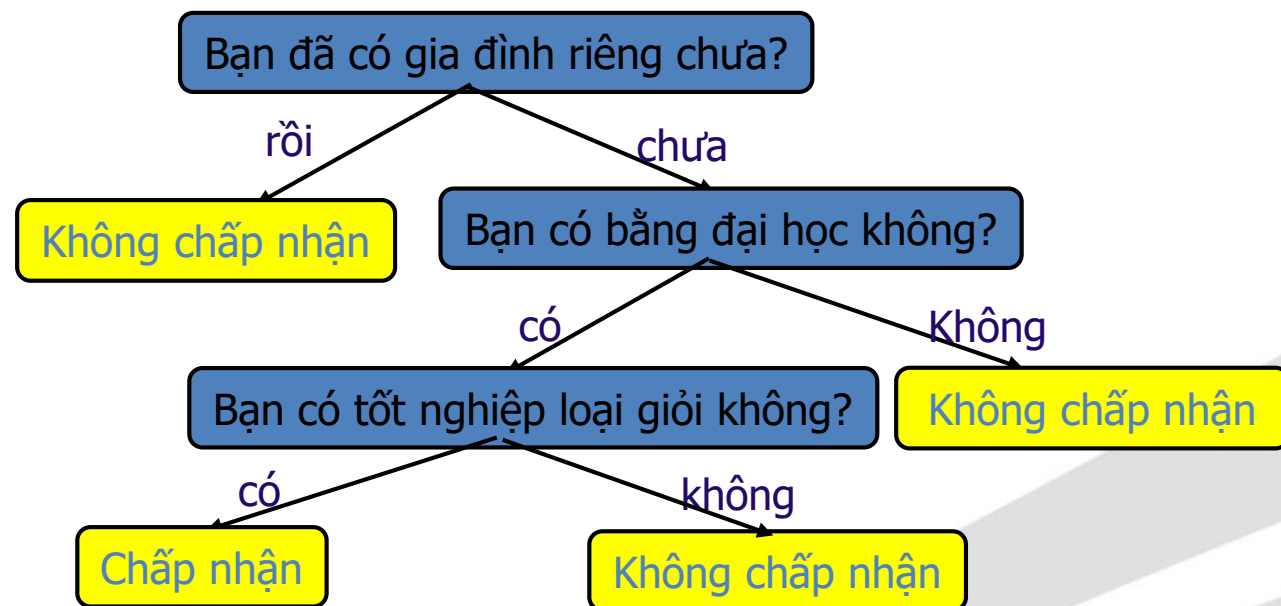 Bạn đã có gia đình riêng chưa?
rồi
chưa
Không chấp nhận
Bạn có bằng đại học không?
có
Không
Bạn có tốt nghiệp loại giỏi không?
Không chấp nhận
có
không
Chấp nhận
Không chấp nhận